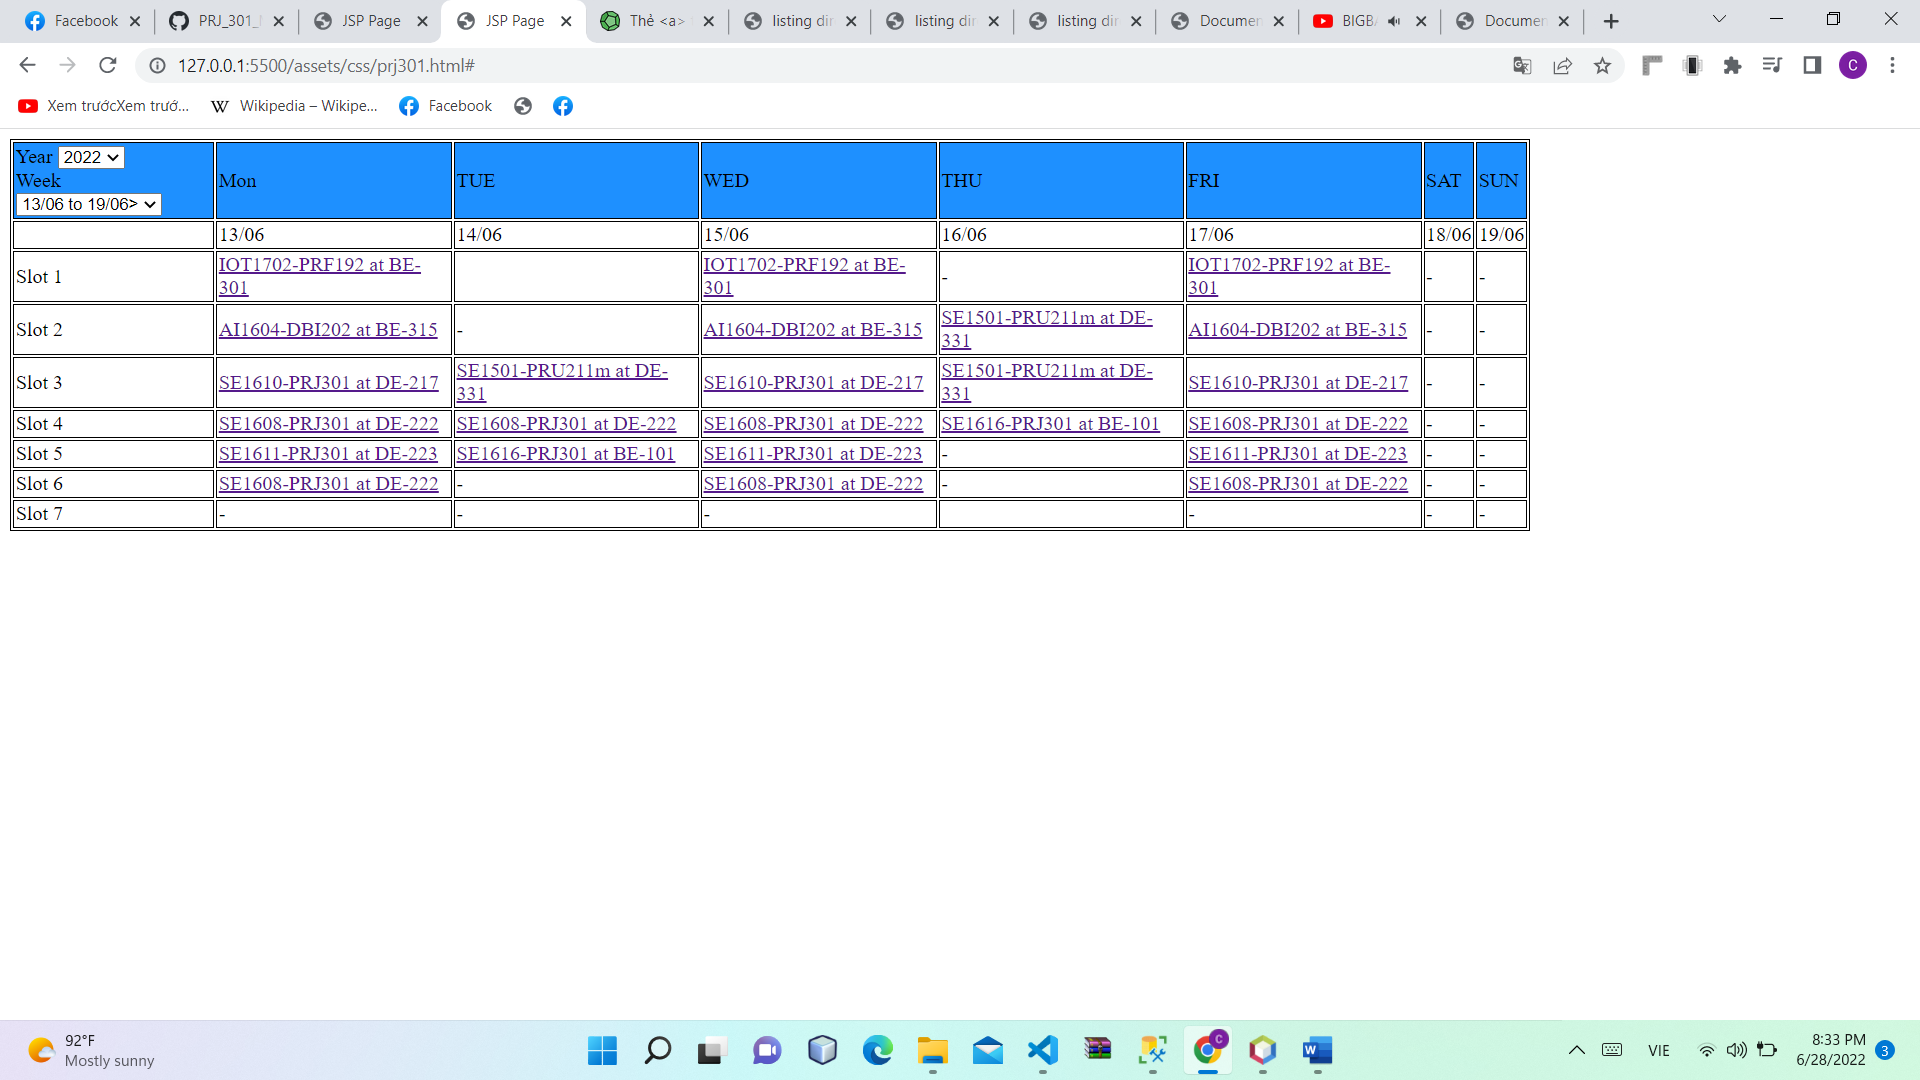 Facebook
PRJ_301_
JSP Page
JSP Page
Thẻ <a>
listing dir
listing dir
listing dir
Documen
BIGBA
Documen
127.0.0.1:5500/assets/css/prj301.html#
C
Xem trướcXem trướ...
Wikipedia – Wikipe...
Facebook
Year 2022
Week
13/06 to 19/06>
Mon TUE WED THU FRI SAT SUN
13/06 14/06 15/06 16/06 17/06 18/06 19/06
Slot 1 IOT1702-PRF192 at BE-301 IOT1702-PRF192 at BE-301 - IOT1702-PRF192 at BE-301 - -
Slot 2 AI1604-DBI202 at BE-315 - AI1604-DBI202 at BE-315 SE1501-PRU211m at DE-331 AI1604-DBI202 at BE-315 - -
Slot 3 SE1610-PRJ301 at DE-217 SE1501-PRU211m at DE-331 SE1610-PRJ301 at DE-217 SE1501-PRU211m at DE-331 SE1610-PRJ301 at DE-217 - -
Slot 4 SE1608-PRJ301 at DE-222 SE1608-PRJ301 at DE-222 SE1608-PRJ301 at DE-222 SE1616-PRJ301 at BE-101 SE1608-PRJ301 at DE-222 - -
Slot 5 SE1611-PRJ301 at DE-223 SE1616-PRJ301 at BE-101 SE1611-PRJ301 at DE-223 - SE1611-PRJ301 at DE-223 - -
Slot 6 SE1608-PRJ301 at DE-222 - SE1608-PRJ301 at DE-222 - SE1608-PRJ301 at DE-222 - -
Slot 7 - - - - - -
92°F
Mostly sunny
VIE
8:33 PM
6/28/2022
3